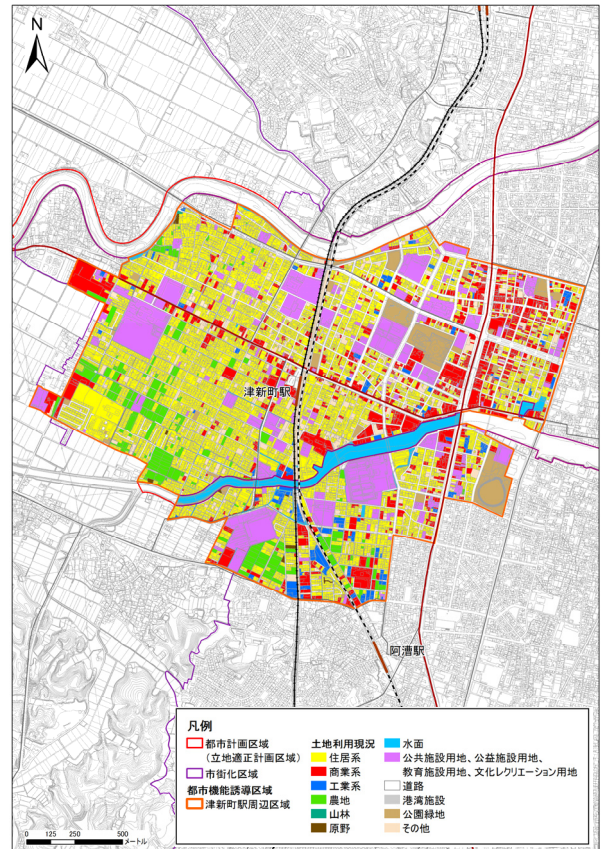 N
津新町駅
阿漕駅
凡例
都市計画区域
(立地適正計画区域)
市街化区域
都市機能誘導区域
津新町駅周辺区域
土地利用現況
住居系
商業系
工業系
農地
山林
原野
水面
公共施設用地、公益施設用地、
教育施設用地、文化レクリエーション用地
道路
港湾施設
公園緑地
その他
0 125 250 500
メートル